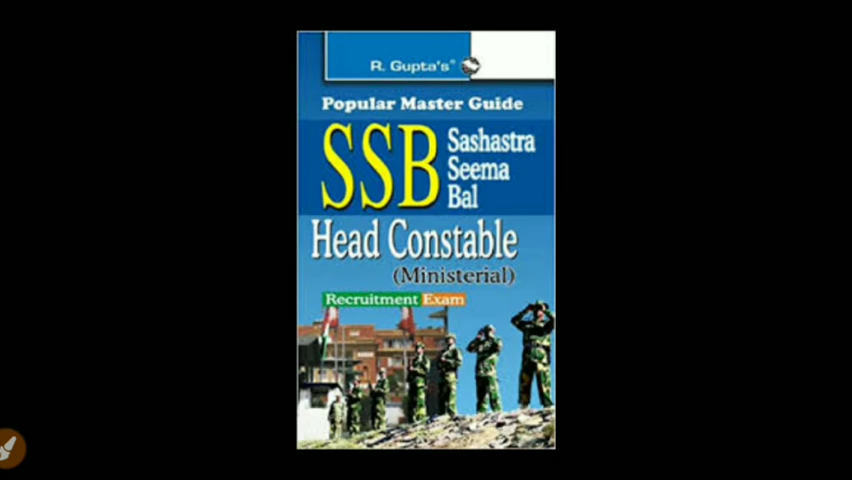 R. Gupta's®
Popular Master Guide
SSB
Sashastra
Seema
Bal
Head Constable
(Ministerial)
Recruitment Exam